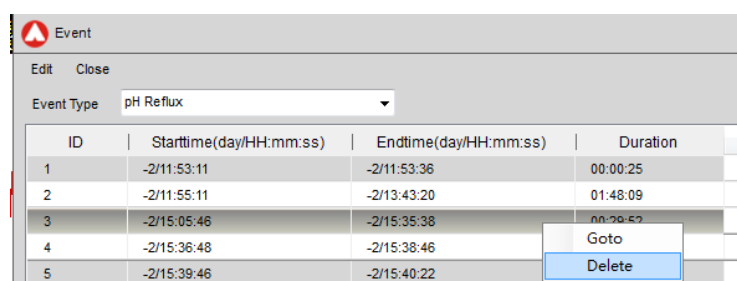 Event
Edit Close
Event Type pH Reflux
ID Starttime(day/HH:mm:ss) Endtime(day/HH:mm:ss) Duration
1 -2/11:53:11 -2/11:53:36 00:00:25
2 -2/11:55:11 -2/13:43:20 01:48:09
3 -2/15:05:46 -2/15:35:38 00:29:52
4 -2/15:36:48 -2/15:38:46 Goto
5 -2/15:39:46 -2/15:40:22 Delete